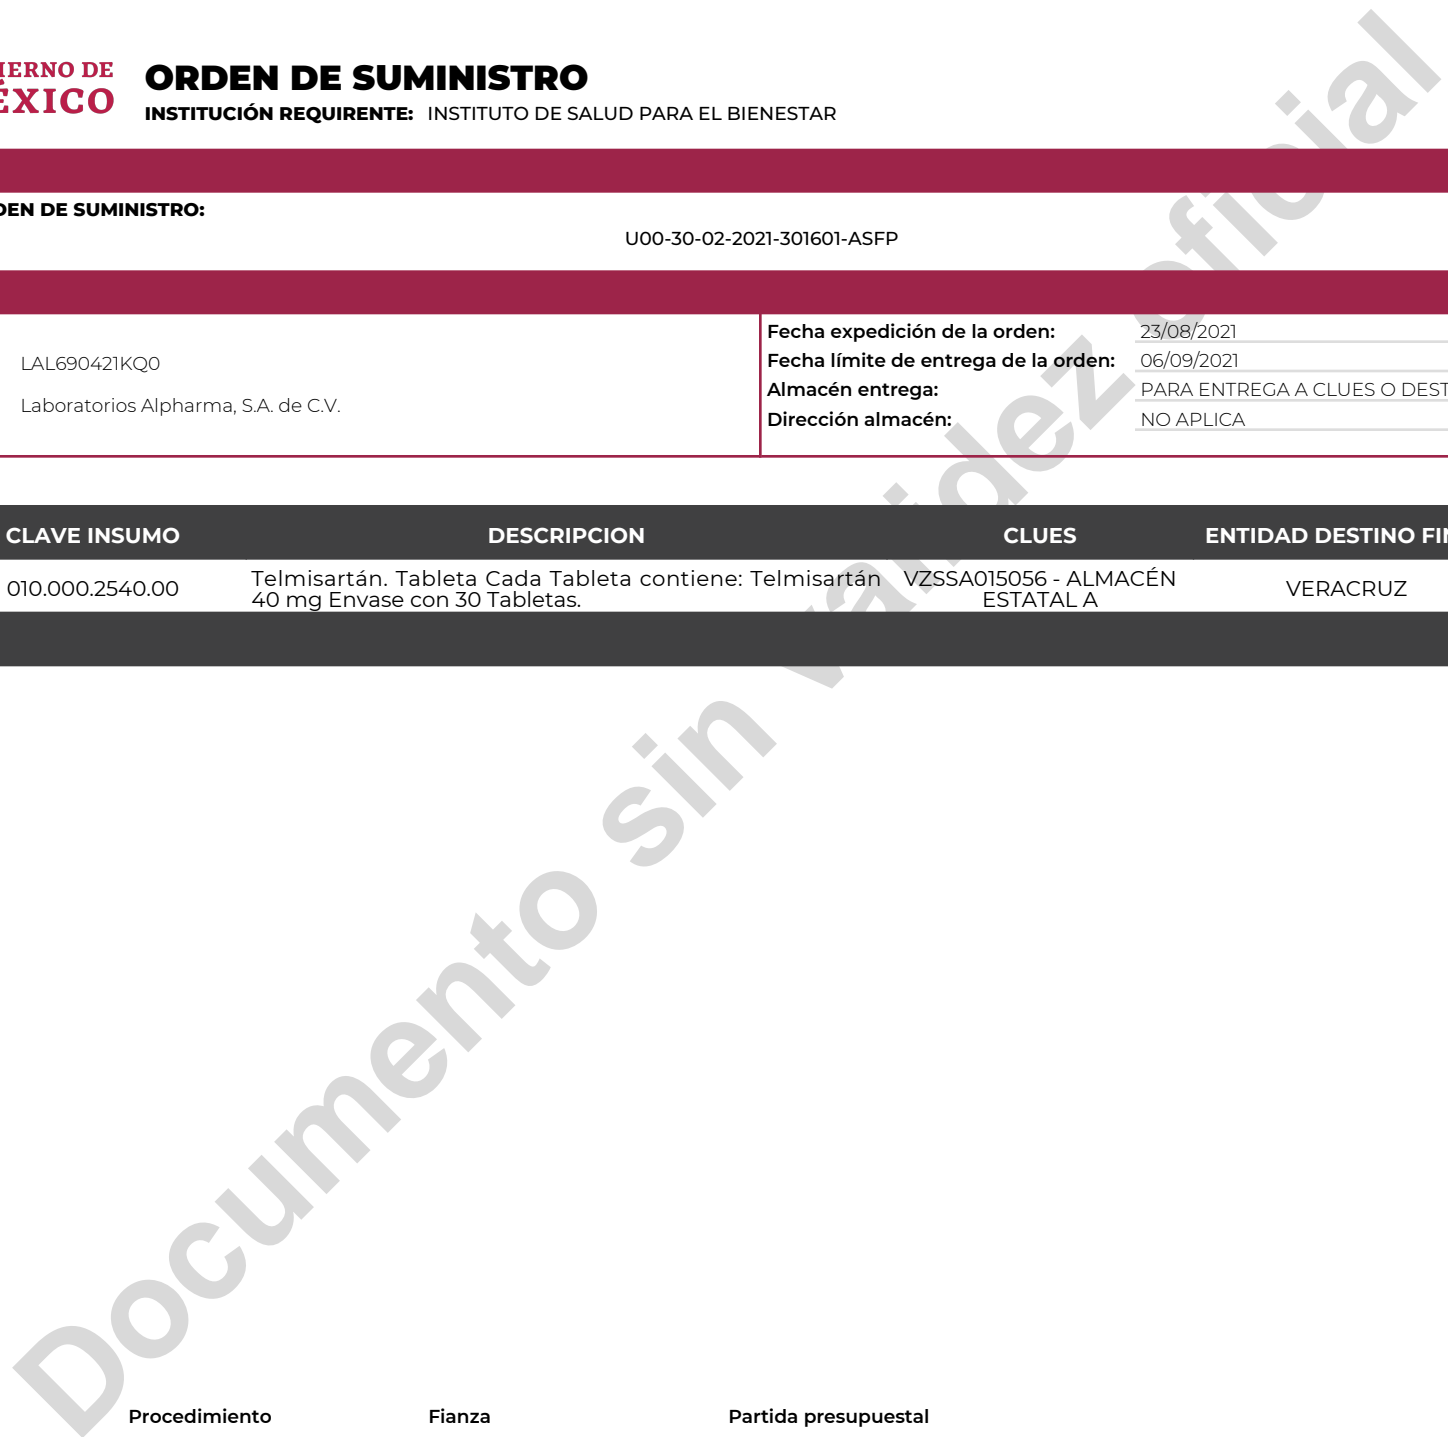 IERNO DE
ÉXICO
ORDEN DE SUMINISTRO
INSTITUCIÓN REQUIRENTE: INSTITUTO DE SALUD PARA EL BIENESTAR
DEN DE SUMINISTRO:
U00-30-02-2021-301601-ASFP
LAL690421KQ0
Laboratorios Alpharma, S.A. de C.V.
Fecha expedición de la orden: 23/08/2021
Fecha límite de entrega de la orden: 06/09/2021
Almacén entrega: PARA ENTREGA A CLUES O DEST
Dirección almacén: NO APLICA
CLAVE INSUMO DESCRIPCION CLUES ENTIDAD DESTINO FIN
010.000.2540.00
Telmisartán. Tableta Cada Tableta contiene: Telmisartán
40 mg Envase con 30 Tabletas.
VZSSA015056 - ALMACÉN
ESTATAL A
VERACRUZ
Documento sin validez oficial
Procedimiento Fianza Partida presupuestal